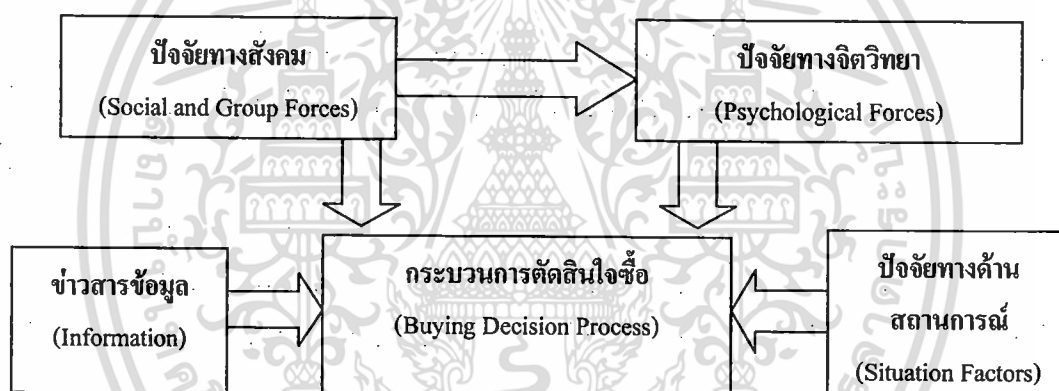 ปัจจัยทางสังคม
(Social and Group Forces)
ปัจจัยทางจิตวิทยา
(Psychological Forces)
ข่าวสารข้อมูล
(Information)
กระบวนการตัดสินใจซื้อ
(Buying Decision Process)
ปัจจัยทางด้าน
สถานการณ์
(Situation Factors)